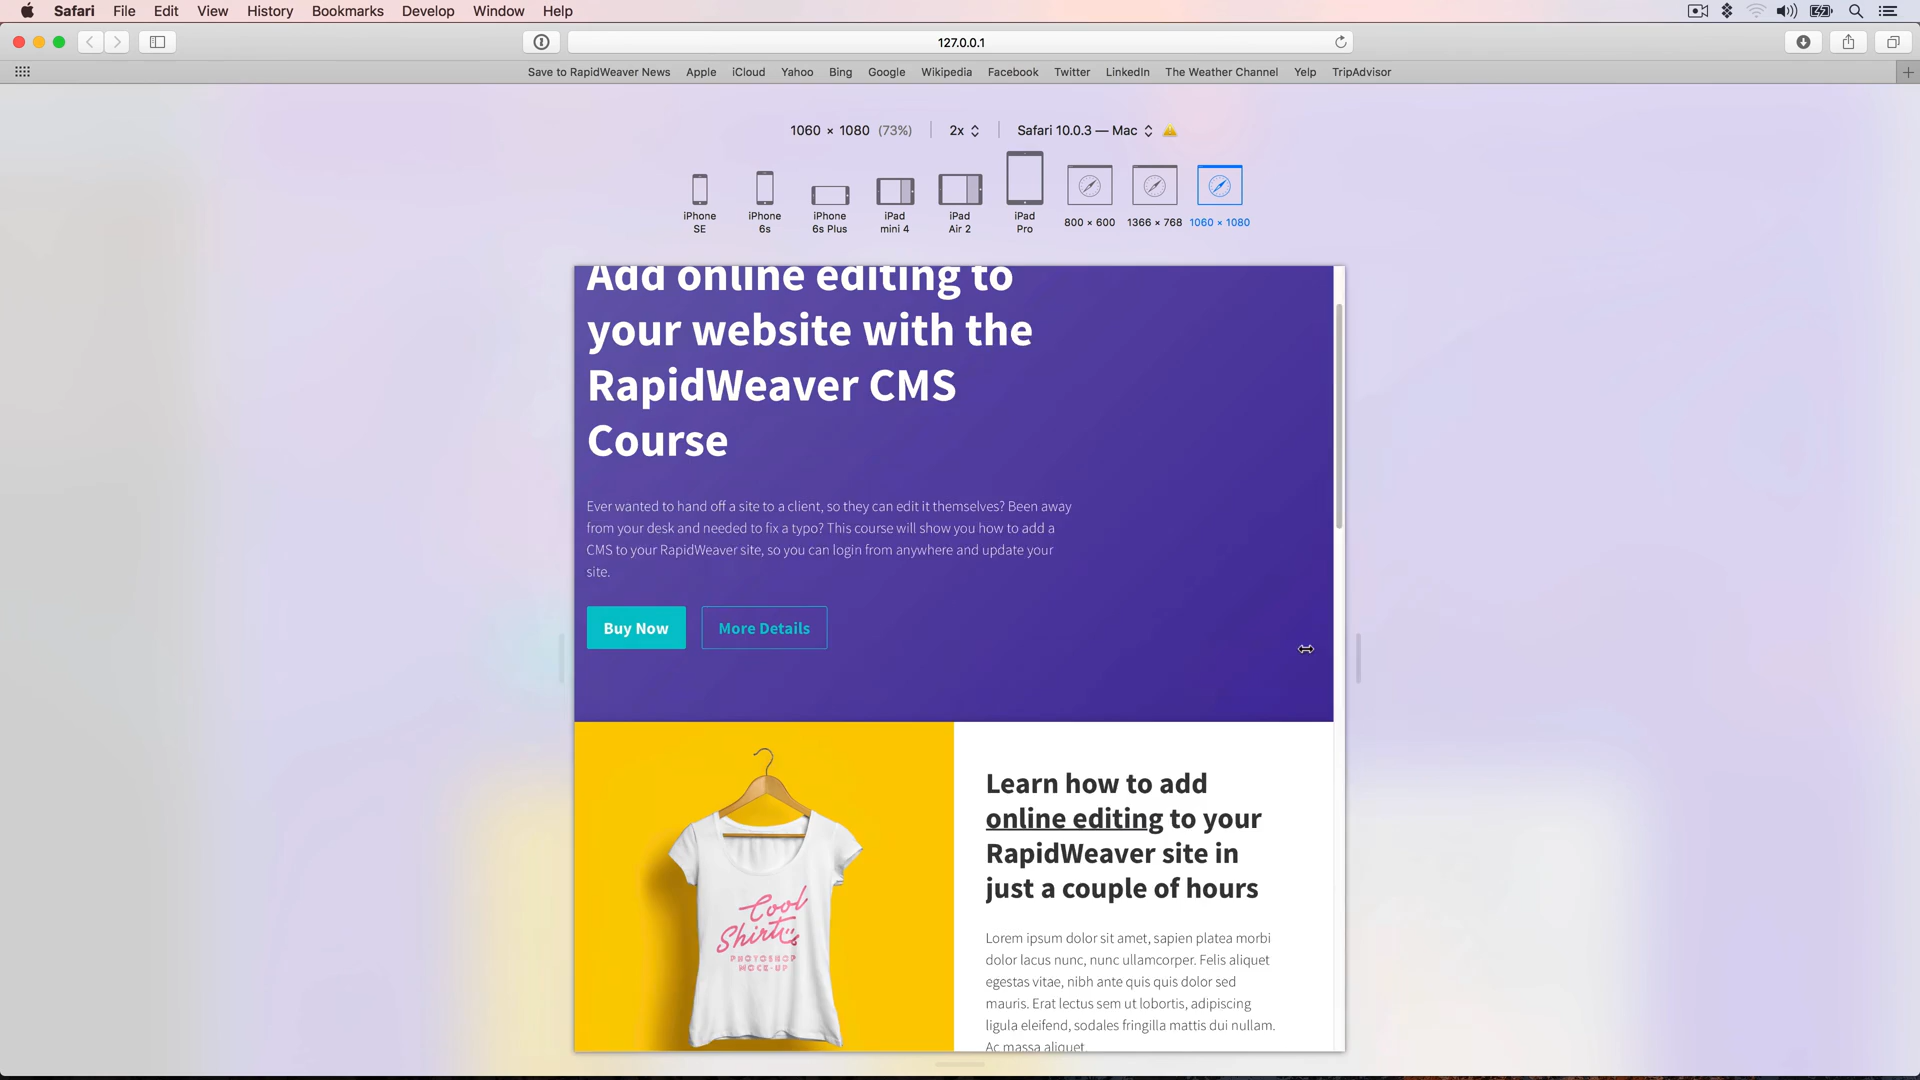 Safari File Edit View History Bookmarks Develop Window Help
127.0.0.1
Save to RapidWeaver News Apple iCloud Yahoo Bing Google Wikipedia Facebook Twitter LinkedIn The Weather Channel Yelp TripAdvisor
1060 × 1080 (73%) 2x Safari 10.0.3 — Mac
iPhone SE
iPhone 6s
iPhone 6s Plus
iPad mini 4
iPad Air 2
iPad Pro
800 × 600
1366 × 768
1060 × 1080
Add online editing to
your website with the
RapidWeaver CMS
Course
Ever wanted to hand off a site to a client, so they can edit it themselves? Been away
from your desk and needed to fix a typo? This course will show you how to add a
CMS to your RapidWeaver site, so you can login from anywhere and update your
site.
Buy Now More Details
Cool
Shirts
PHOTOSHOP
MOCK-UP
Learn how to add
online editing to your
RapidWeaver site in
just a couple of hours
Lorem ipsum dolor sit amet, sapien platea morbi
dolor lacus nunc, nunc ullamcorper. Felis aliquet
egestas vitae, nibh ante quis quis dolor sed
mauris. Erat lectus sem ut lobortis, adipiscing
ligula eleifend, sodales fringilla mattis dui nullam.
Ac massa aliquet